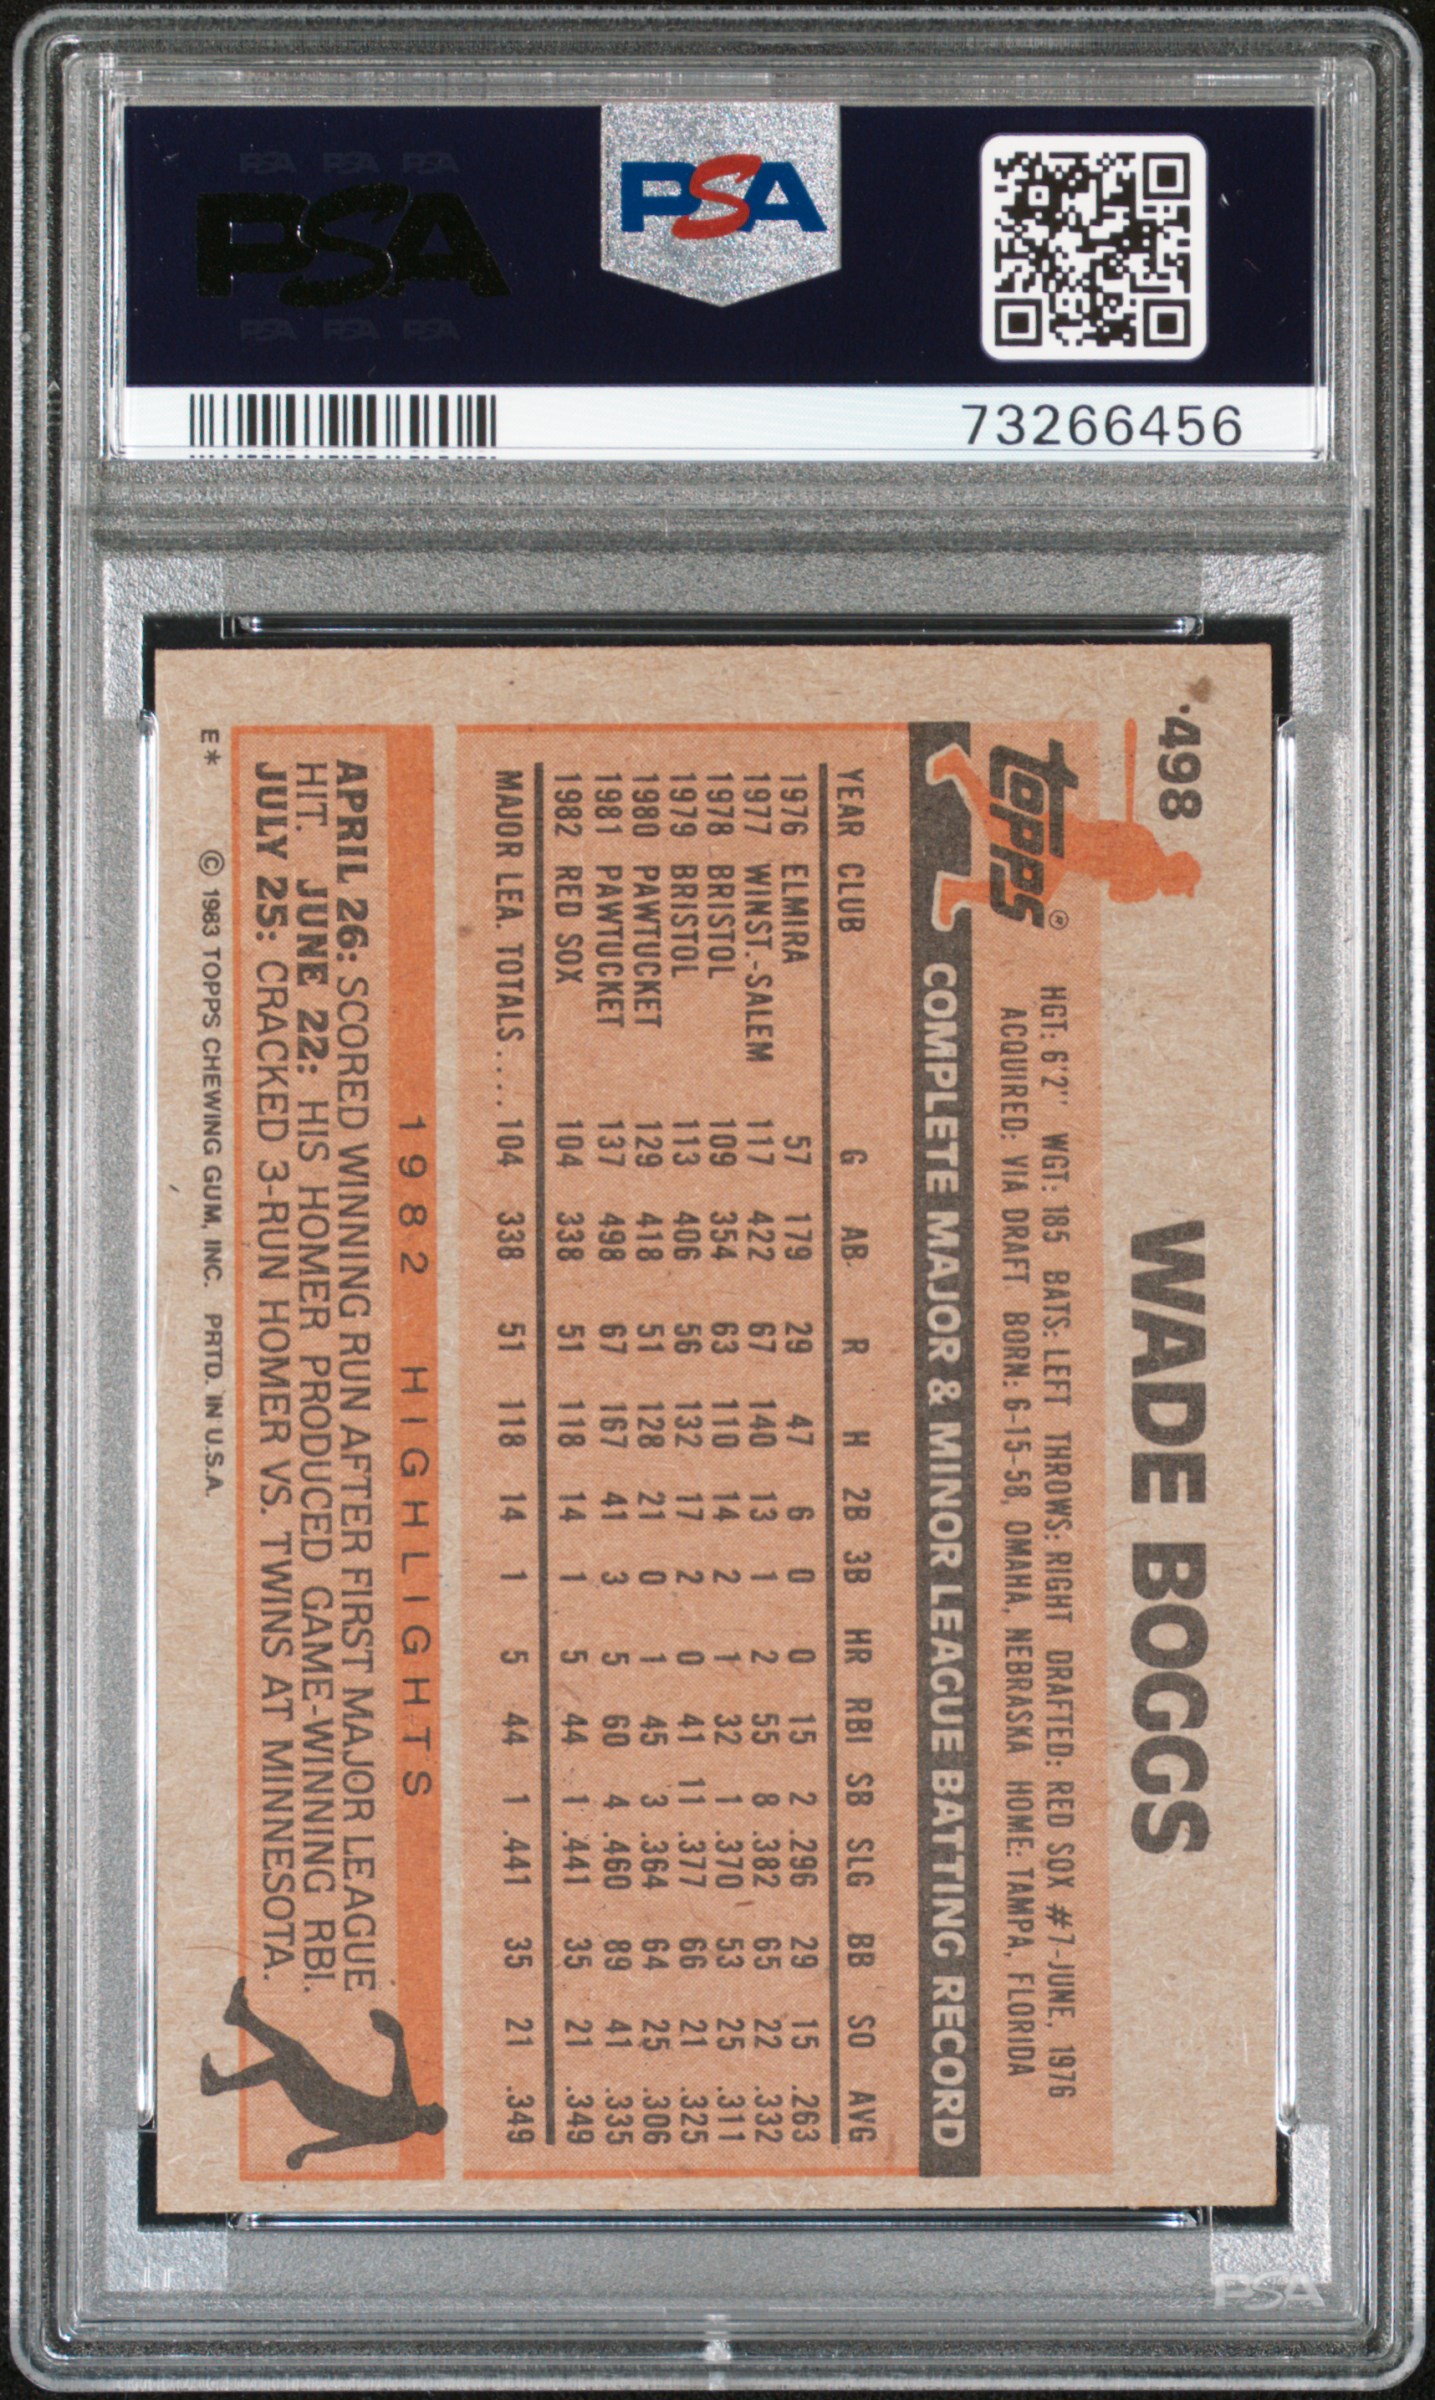 PSA PSA PSA
PSA
PSA PSA PSA
PSA
73266456
498
WADE BOGGS
Topps®
HGT: 6'2" WGT: 185 BATS: LEFT THROWS: RIGHT DRAFTED: RED SOX #7-JUNE, 1976
ACQUIRED: VIA DRAFT BORN: 6-15-58, OMAHA, NEBRASKA HOME: TAMPA, FLORIDA
COMPLETE MAJOR & MINOR LEAGUE BATTING RECORD
YEAR CLUB G AB R H 2B 3B HR RBI SB SLG BB SO AVG
1976 ELMIRA 57 179 29 47 6 0 0 15 2 .296 29 15 .263
1977 WINST.-SALEM 117 422 67 140 13 1 2 55 8 .382 65 22 .332
1978 BRISTOL 109 354 63 110 14 2 1 32 1 .370 53 25 .311
1979 BRISTOL 113 406 56 132 17 2 0 41 11 .377 66 21 .325
1980 PAWTUCKET 129 418 51 128 21 0 1 45 3 .364 64 25 .306
1981 PAWTUCKET 137 498 67 167 41 3 5 60 4 .460 89 41 .335
1982 RED SOX 104 338 51 118 14 1 5 44 1 .441 35 21 .349
MAJOR LEA. TOTALS.... 104 338 51 118 14 1 5 44 1 .441 35 21 .349
1982 HIGHLIGHTS
APRIL 26: SCORED WINNING RUN AFTER FIRST MAJOR LEAGUE
HIT. JUNE 22: HIS HOMER PRODUCED GAME-WINNING RBI.
JULY 25: CRACKED 3-RUN HOMER VS. TWINS AT MINNESOTA.
E* © 1983 TOPPS CHEWING GUM, INC. PRTD. IN U.S.A.
PSA